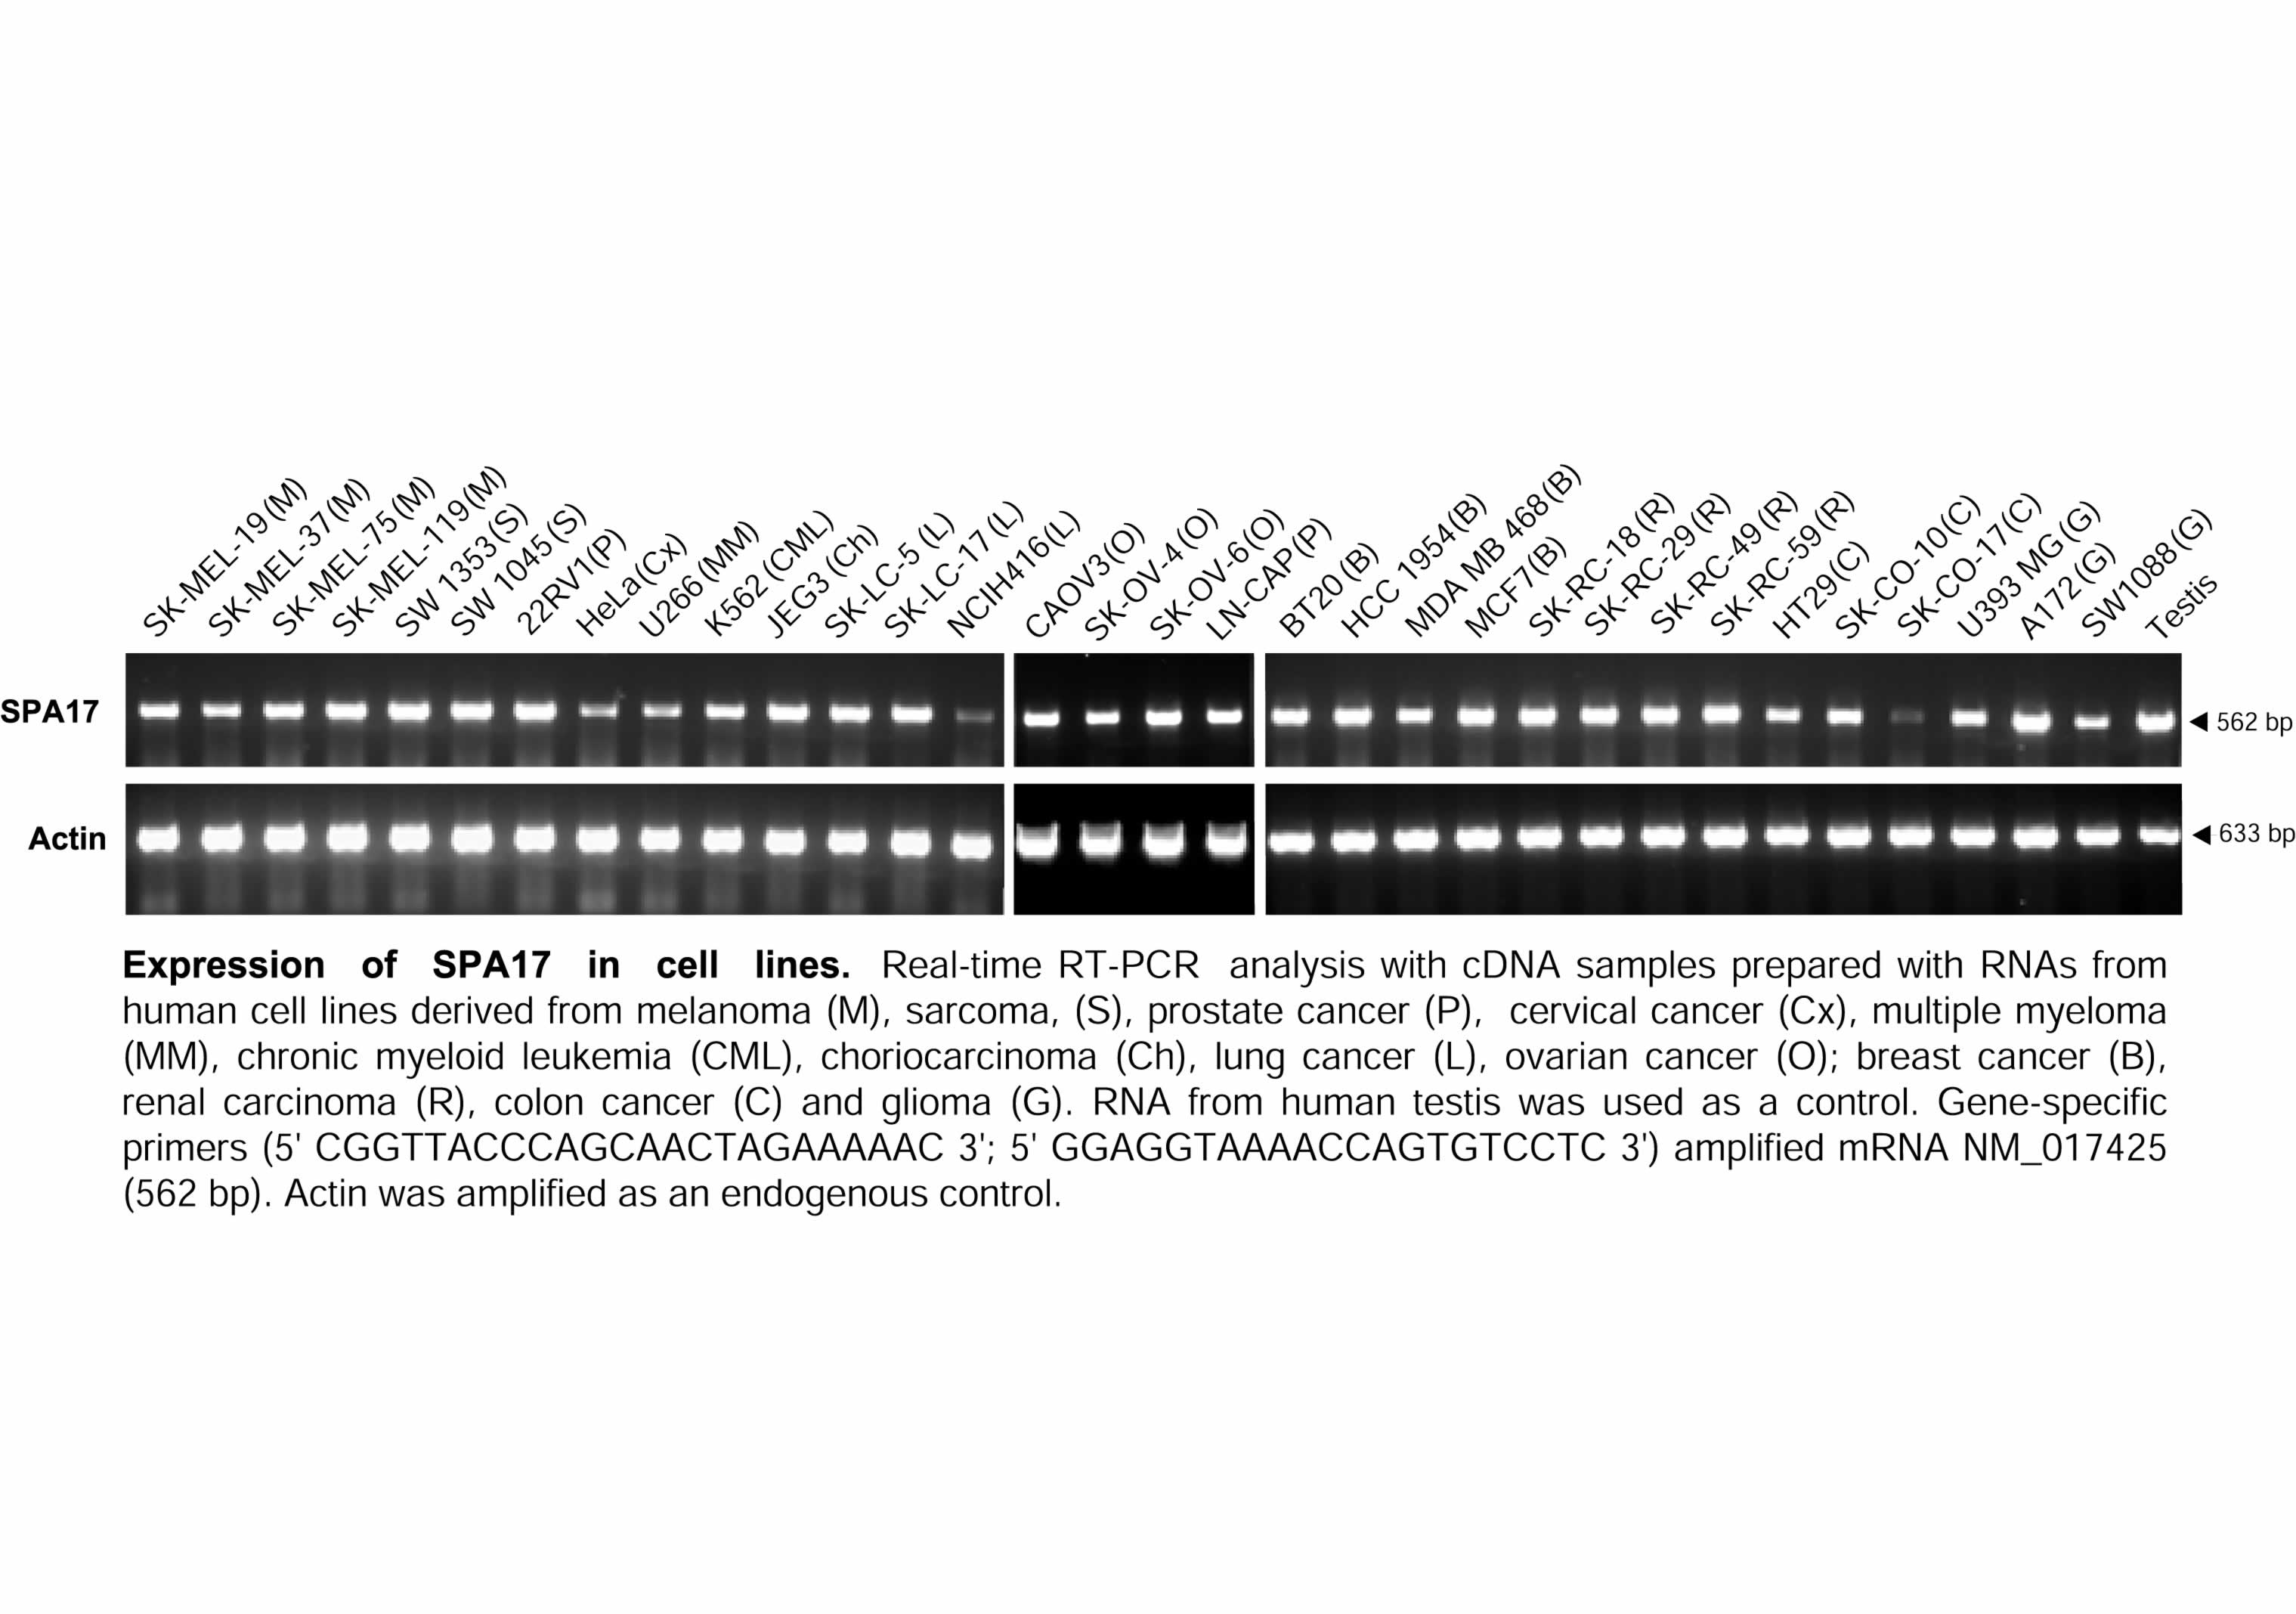 SK-MEL-19 (M)
SK-MEL-37 (M)
SK-MEL-75 (M)
SK-MEL-119 (M)
SW 1353 (S)
SW 1045 (S)
22RV1(P)
HeLa(Cx)
U266 (MM)
K562 (CML)
JEG3 (Ch)
SK-LC-5 (L)
SK-LC-17 (L)
NCIH416 (L)
CAOV3 (O)
SK-OV-4 (O)
SK-OV-6 (O)
LN-CAP (P)
BT20 (B)
HCC 1954 (B)
MDA MB 468 (B)
MCF7 (B)
SK-RC-18 (R)
SK-RC-29 (R)
SK-RC-49 (R)
SK-RC-59 (R)
HT29 (C)
SK-CO-10 (C)
SK-CO-17 (C)
U393 MG (G)
A172 (G)
SW1088 (G)
Testis
SPA17
562 bp
Actin
633 bp
Expression of SPA17 in cell lines. Real-time RT-PCR analysis with cDNA samples prepared with RNAs from
human cell lines derived from melanoma (M), sarcoma, (S), prostate cancer (P), cervical cancer (Cx), multiple myeloma
(MM), chronic myeloid leukemia (CML), choriocarcinoma (Ch), lung cancer (L), ovarian cancer (O); breast cancer (B),
renal carcinoma (R), colon cancer (C) and glioma (G). RNA from human testis was used as a control. Gene-specific
primers (5' CGGTTACCCAGCAACTAGAAAAAC 3'; 5' GGAGGTAAAACCAGTGTCCTC 3') amplified mRNA NM_017425
(562 bp). Actin was amplified as an endogenous control.